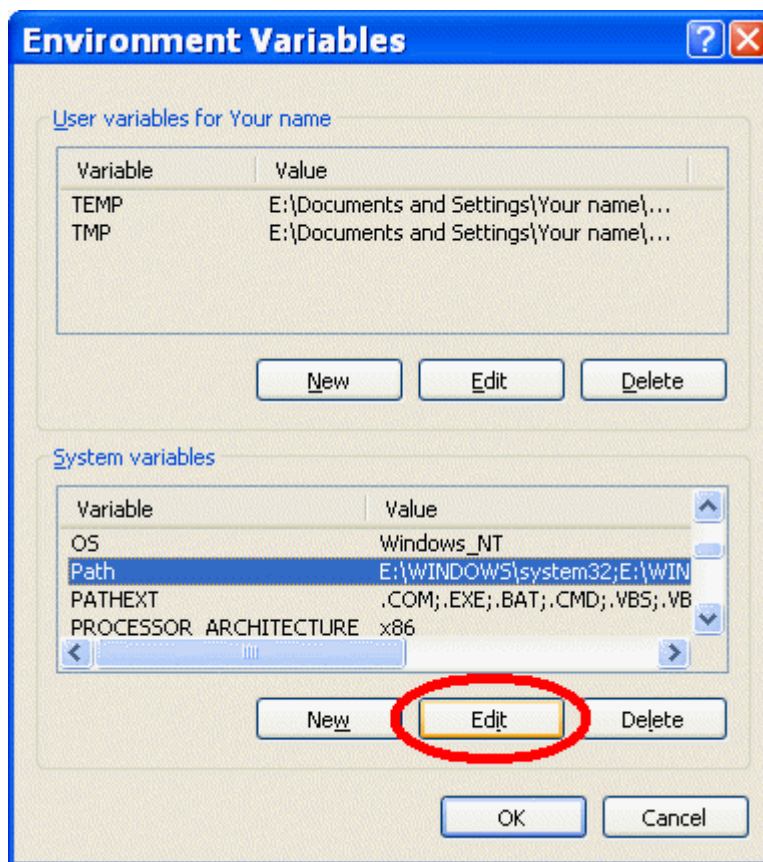 Environment Variables
User variables for Your name
Variable Value
TEMP E:\Documents and Settings\Your name\...
TMP E:\Documents and Settings\Your name\...
New Edit Delete
System variables
Variable Value
OS Windows_NT
Path E:\WINDOWS\system32;E:\WIN
PATHEXT .COM;.EXE;.BAT;.CMD;.VBS;.VB
PROCESSOR_ARCHITECTURE x86
New Edit Delete
OK Cancel